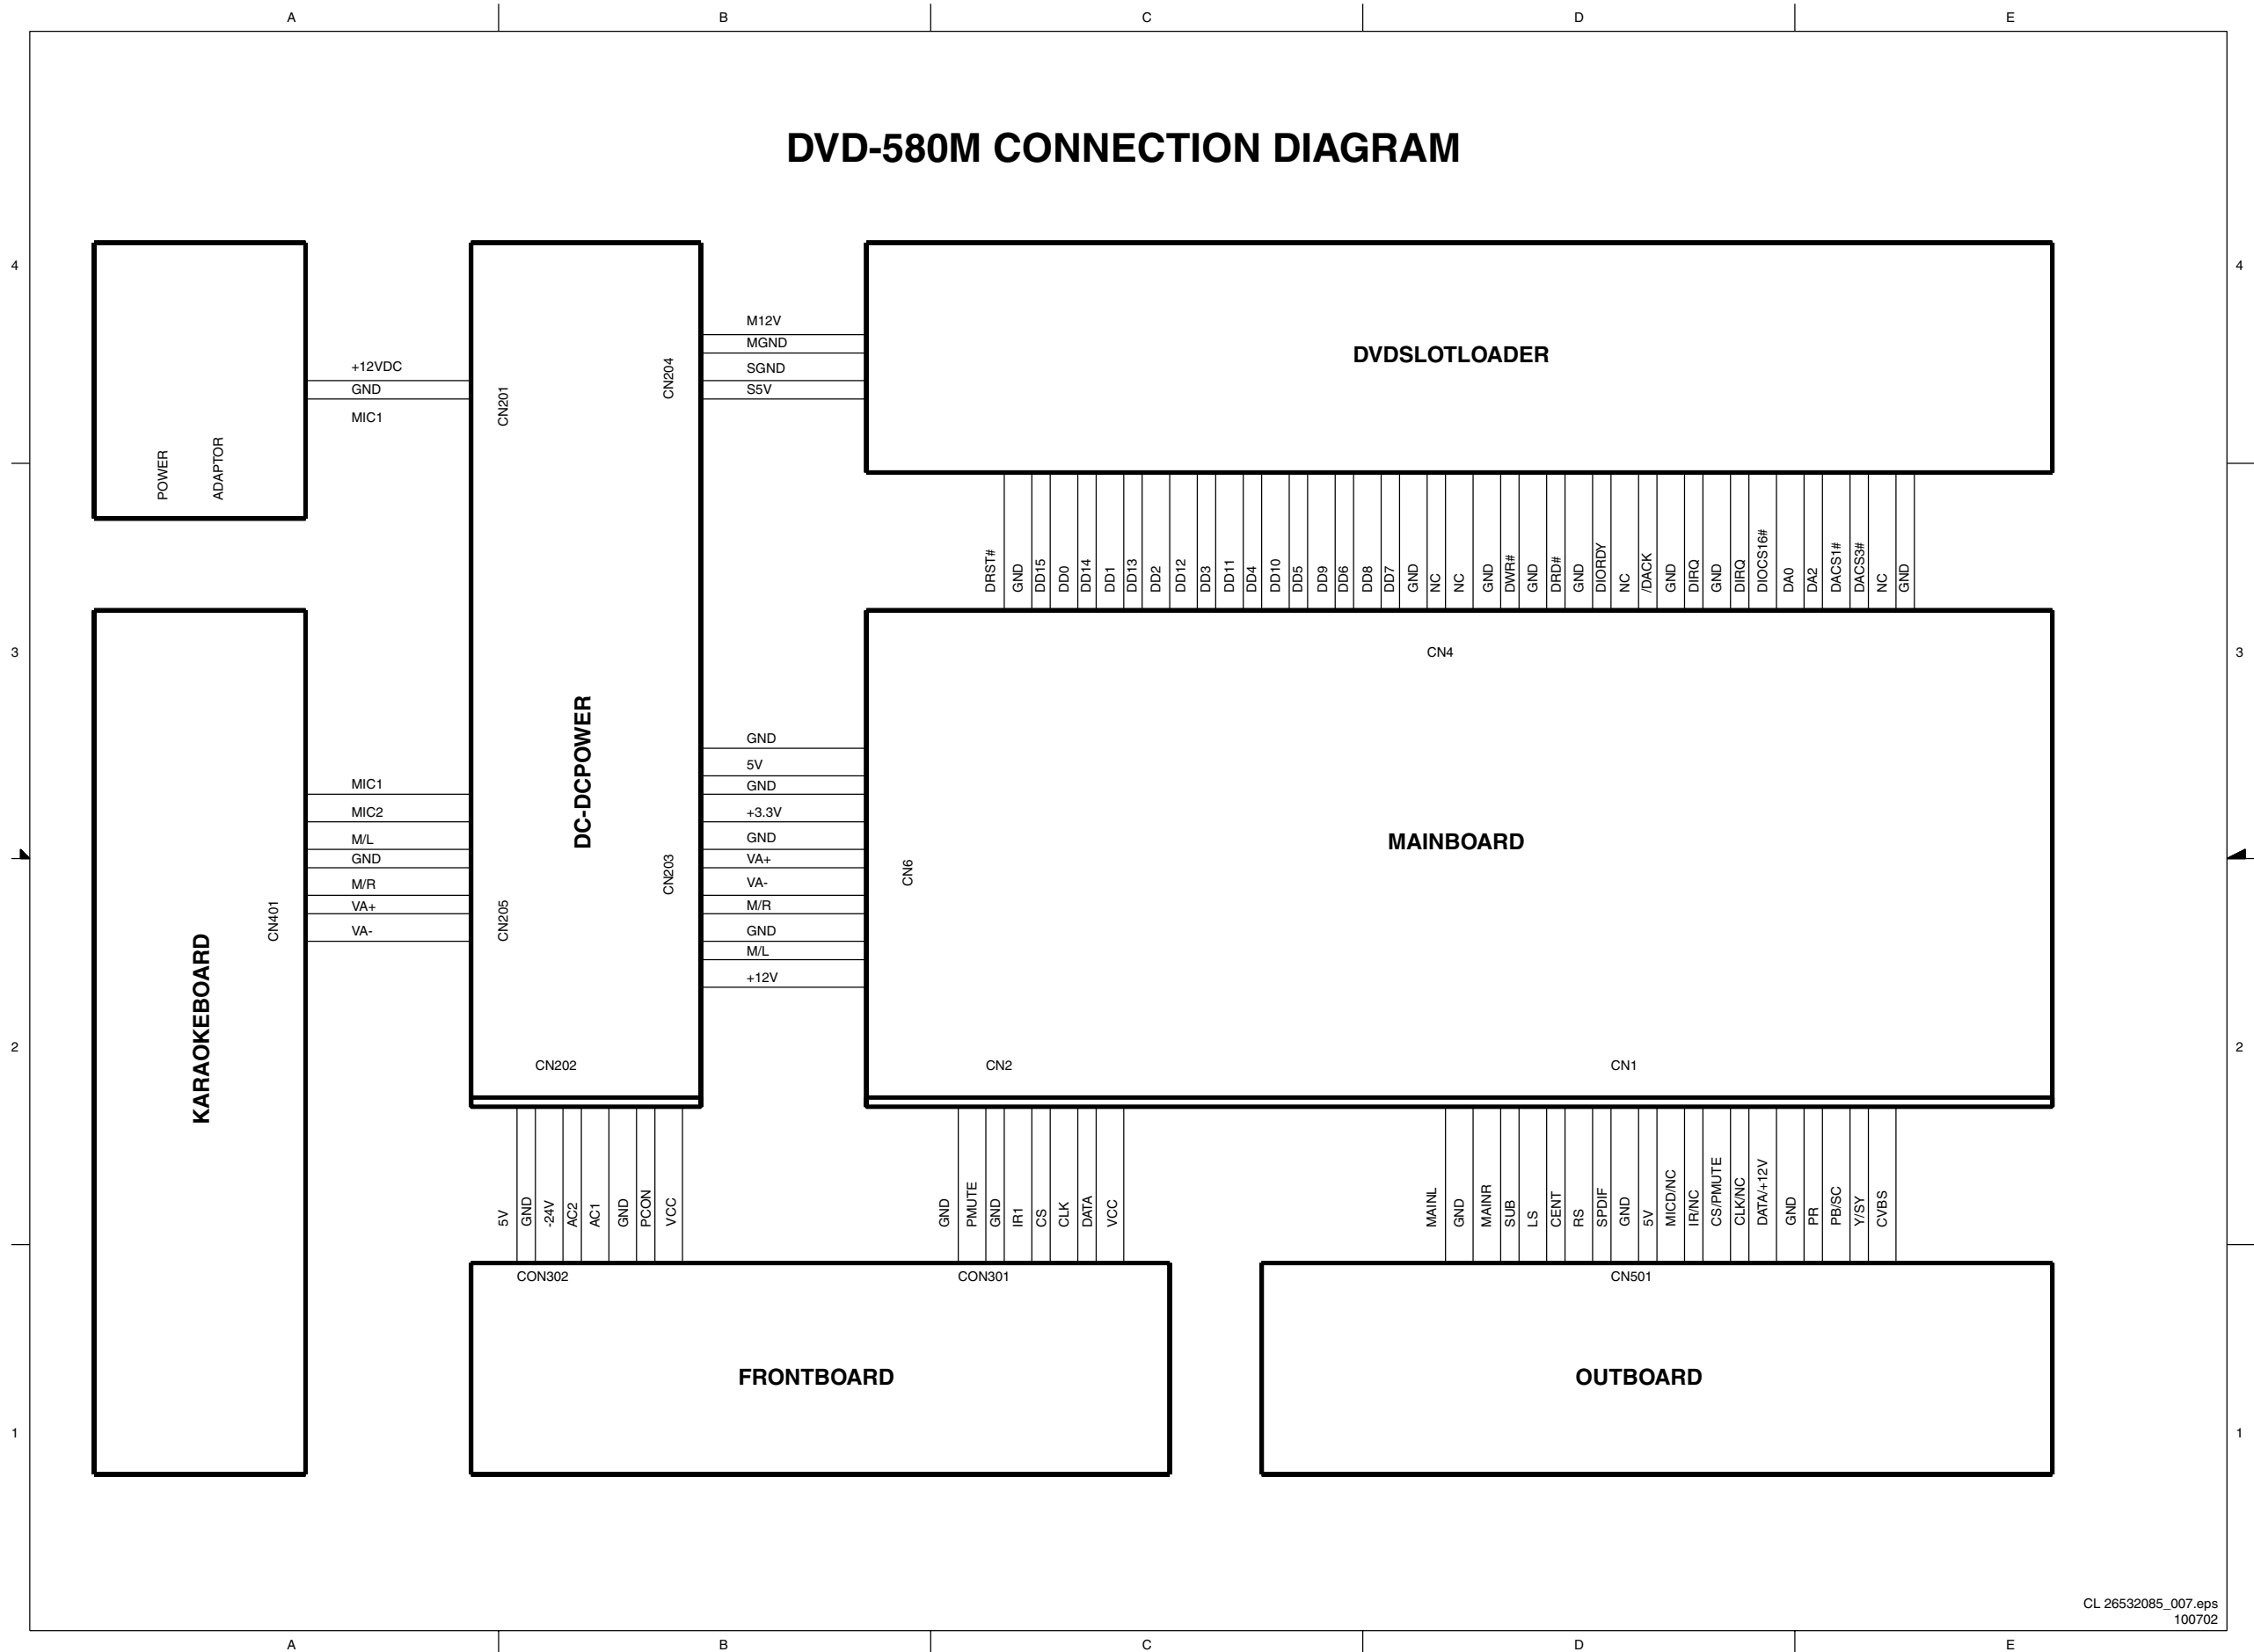 A
B
C
D
E
DVD-580M CONNECTION DIAGRAM
4
4
POWER
ADAPTOR
+12VDC
GND
MIC1
CN201
CN204
M12V
MGND
SGND
S5V
DVDSLOTLOADER
DRST#
GND
DD15
DD0
DD14
DD1
DD13
DD2
DD12
DD3
DD11
DD4
DD10
DD5
DD9
DD6
DD8
DD7
GND
NC
NC
GND
DWR#
GND
DRD#
GND
DIORDY
NC
/DACK
GND
DIRQ
GND
DIRQ
DIOCS16#
DA0
DA2
DACS1#
DACS3#
NC
GND
3
3
CN4
DC-DCPOWER
KARAOKEBOARD
CN401
MIC1
MIC2
M/L
GND
M/R
VA+
VA-
CN205
CN203
GND
5V
GND
+3.3V
GND
VA+
VA-
M/R
GND
M/L
+12V
CN6
MAINBOARD
2
2
CN202
CN2
CN1
5V
GND
-24V
AC2
AC1
GND
PCON
VCC
GND
PMUTE
GND
IR1
CS
CLK
DATA
VCC
MAINL
GND
MAINR
SUB
LS
CENT
RS
SPDIF
GND
5V
MICD/NC
IR/NC
CS/PMUTE
CLK/NC
DATA/+12V
GND
PR
PB/SC
Y/SY
CVBS
CON302
CON301
CN501
FRONTBOARD
OUTBOARD
1
1
CL 26532085_007.eps
100702
A
B
C
D
E